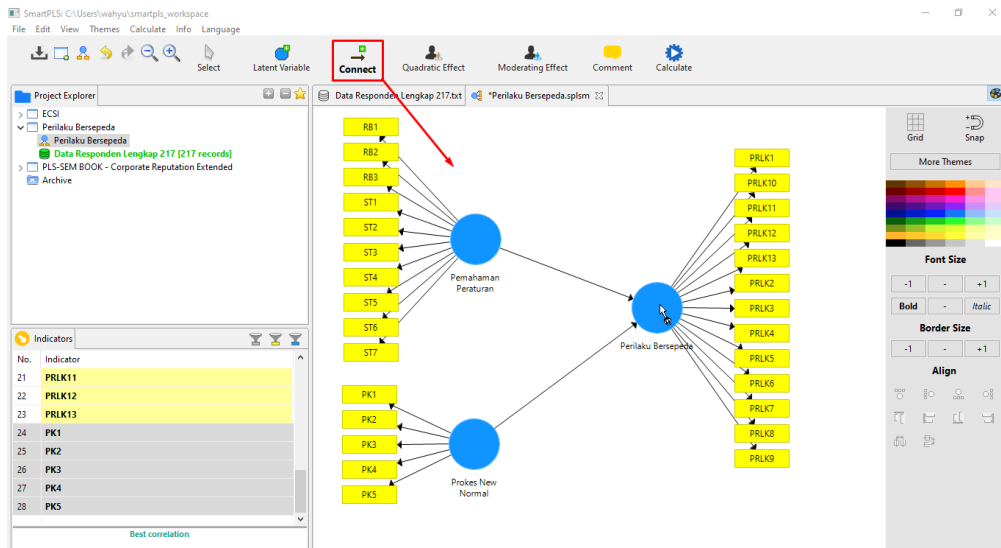 SmartPLS: C:\Users\wahyu\smartpls_workspace
File Edit View Themes Calculate Info Language
Select
Latent Variable
Connect
Quadratic Effect
Moderating Effect
Comment
Calculate
Project Explorer
ECSI
Perilaku Bersepeda
Perilaku Bersepeda
Data Responden Lengkap 217 [217 records]
PLS-SEM BOOK - Corporate Reputation Extended
Archive
Indicators
No. Indicator
21 PRLK11
22 PRLK12
23 PRLK13
24 PK1
25 PK2
26 PK3
27 PK4
28 PK5
Best correlation
Data Responden Lengkap 217.txt
*Perilaku Bersepeda.splsm
RB1
RB2
RB3
ST1
ST2
ST3
ST4
ST5
ST6
ST7
Pemahaman
Peraturan
PK1
PK2
PK3
PK4
PK5
Prokes New
Normal
Perilaku Bersepeda
PRLK1
PRLK10
PRLK11
PRLK12
PRLK13
PRLK2
PRLK3
PRLK4
PRLK5
PRLK6
PRLK7
PRLK8
PRLK9
Grid Snap
More Themes
Font Size
-1 - +1
Bold - Italic
Border Size
-1 - +1
Align